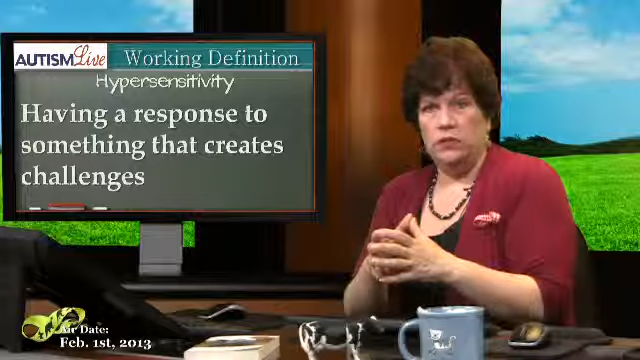 AUTISM Live Working Definition
Hypersensitivity
Having a response to
something that creates
challenges
Air Date:
Feb. 1st, 2013